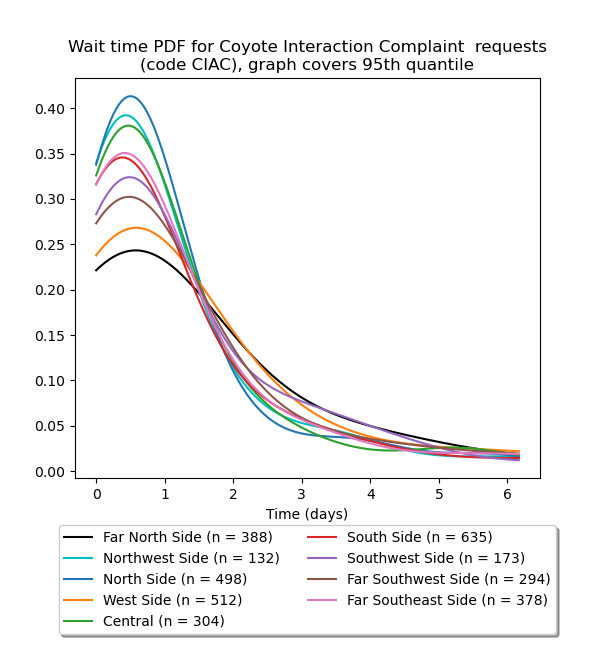 Wait time PDF for Coyote Interaction Complaint  requests
(code CIAC), graph covers 95th quantile
0.40
0.35
0.30
0.25
0.20
0.15
0.10
0.05
0.00
0 1 2 3 4 5 6
Time (days)
Far North Side (n = 388)
Northwest Side (n = 132)
North Side (n = 498)
West Side (n = 512)
Central (n = 304)
South Side (n = 635)
Southwest Side (n = 173)
Far Southwest Side (n = 294)
Far Southeast Side (n = 378)